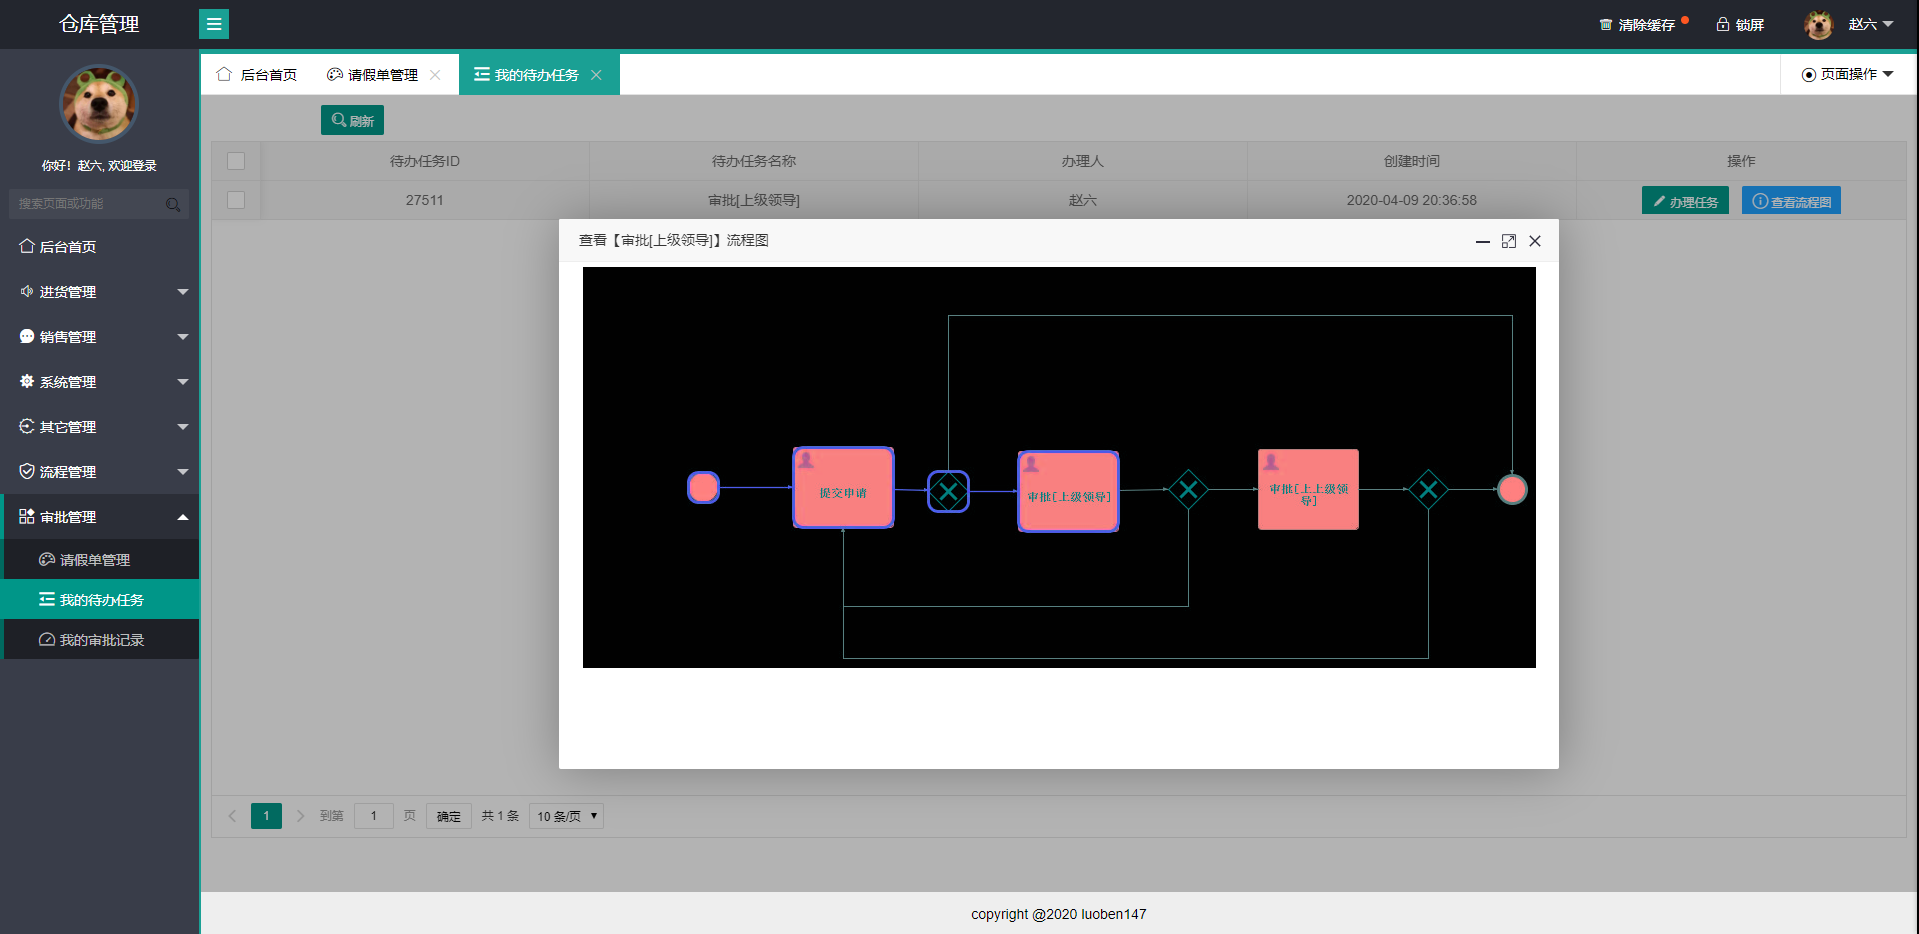 仓库管理
清除缓存
锁屏
赵六
后台首页
请假单管理
我的待办任务
页面操作
你好！赵六, 欢迎登录
搜索页面或功能
后台首页
进货管理
销售管理
系统管理
其它管理
流程管理
审批管理
请假单管理
我的待办任务
我的审批记录
刷新
待办任务ID 待办任务名称 办理人 创建时间 操作
27511 审批[上级领导] 赵六 2020-04-09 20:36:58 办理任务 查看流程图
查看【审批[上级领导]】流程图
提交申请
审批[上级领导]
审批[上上级领
导]
1 到第 1 页 确定 共 1 条 10 条/页
copyright @2020 luoben147